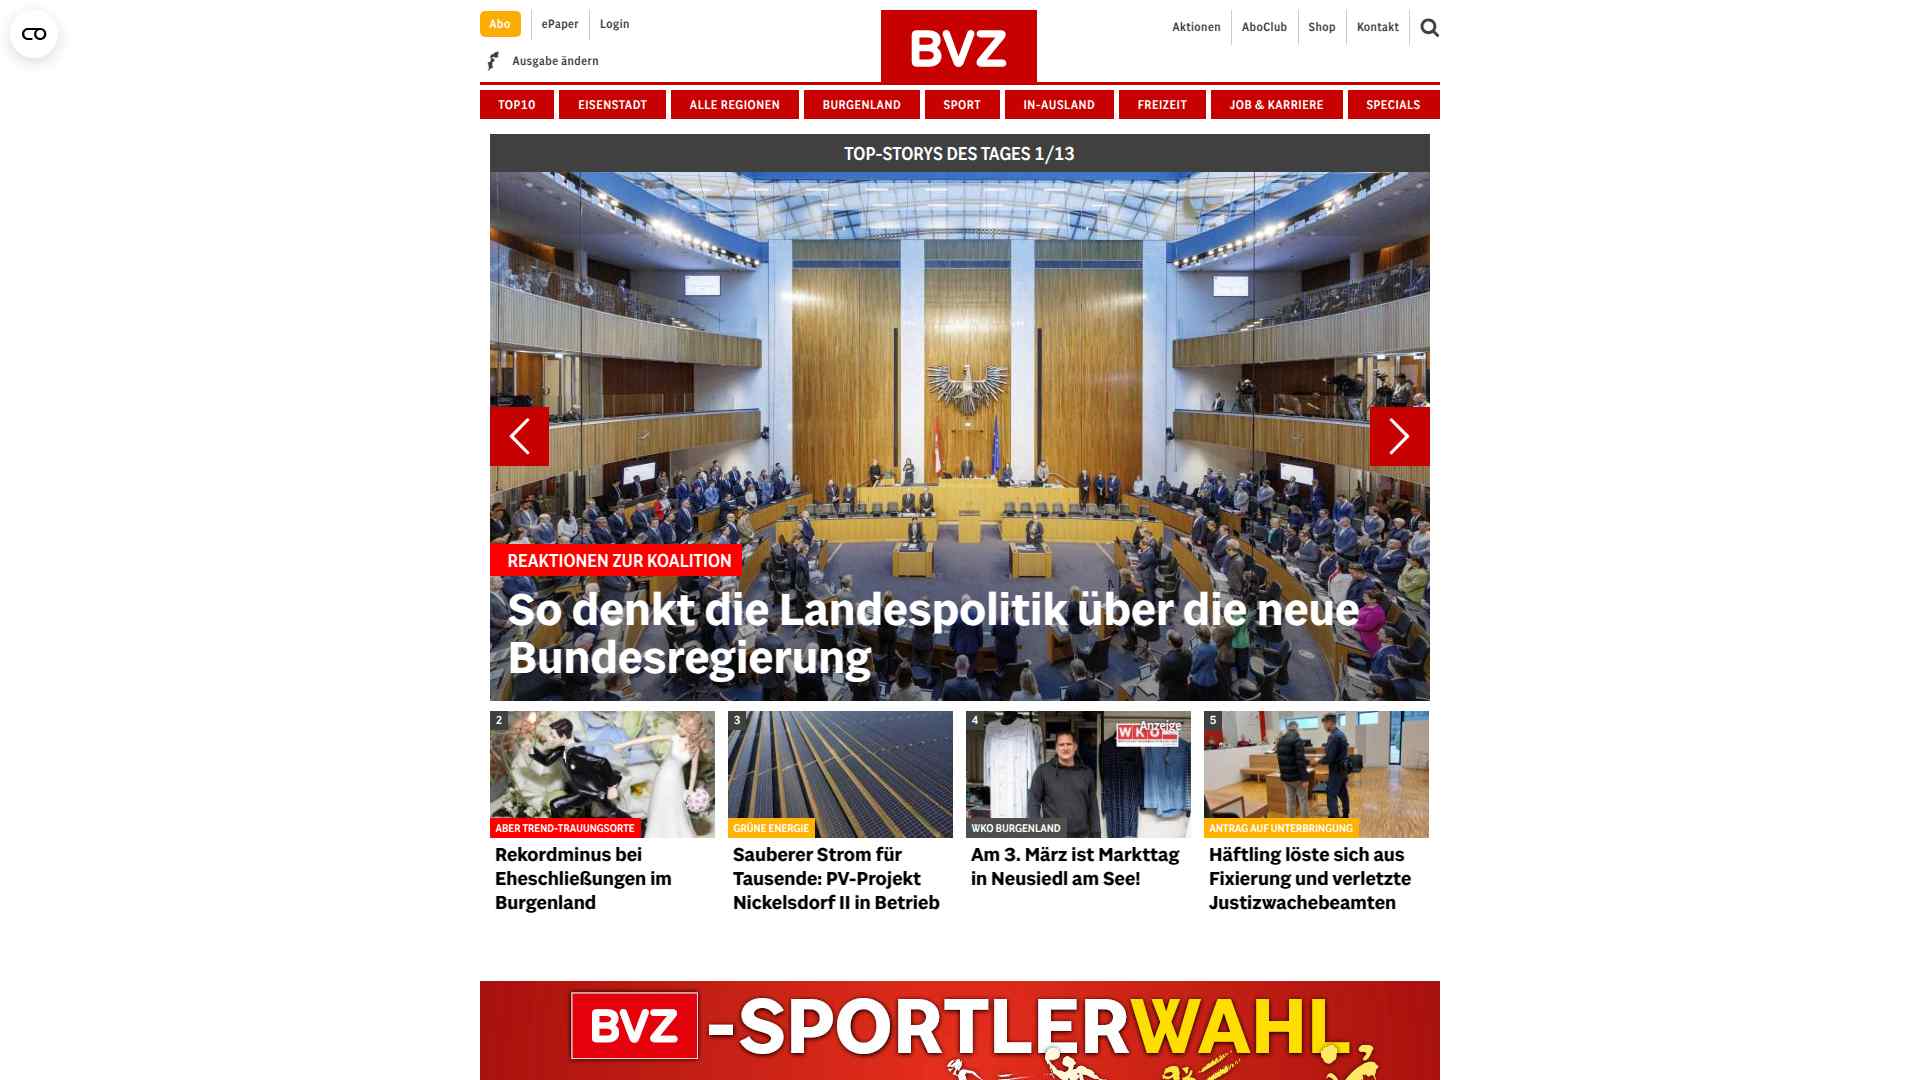 Abo
ePaper
Login
Ausgabe ändern
BVZ
Aktionen
AboClub
Shop
Kontakt
TOP10
EISENSTADT
ALLE REGIONEN
BURGENLAND
SPORT
IN-AUSLAND
FREIZEIT
JOB & KARRIERE
SPECIALS
TOP-STORYS DES TAGES 1/13
REAKTIONEN ZUR KOALITION
So denkt die Landespolitik über die neue
Bundesregierung
2
ABER TREND-TRAUUNGSORTE
Rekordminus bei
Eheschließungen im
Burgenland
3
GRÜNE ENERGIE
Sauberer Strom für
Tausende: PV-Projekt
Nickelsdorf II in Betrieb
4
Anzeige
WKO
WKO BURGENLAND
Am 3. März ist Markttag
in Neusiedl am See!
5
ANTRAG AUF UNTERBRINGUNG
Häftling löste sich aus
Fixierung und verletzte
Justizwachebeamten
BVZ -SPORTLERWAHL